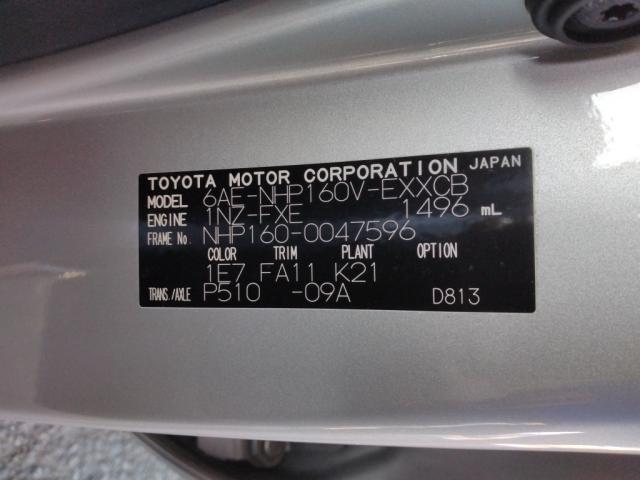 TOYOTA MOTOR CORPORATION JAPAN
MODEL 6AE-NHP160V-EXXCB
ENGINE 1NZ-FXE 1496 mL
FRAME No. NHP160-0047596
COLOR TRIM PLANT OPTION
1E7 FA11 K21
TRANS./AXLE P510 -09A D813